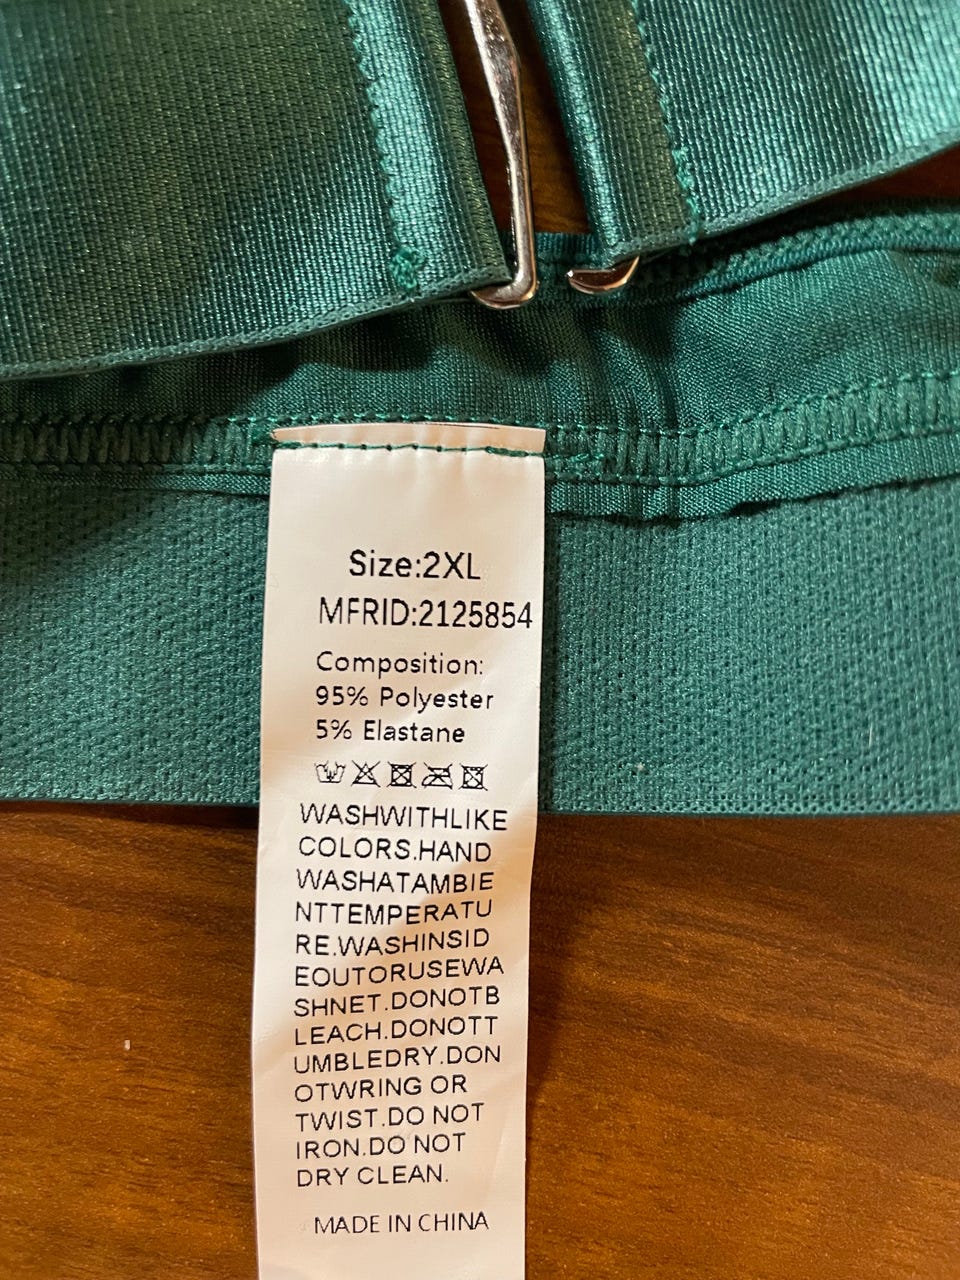 Size:2XL
MFRID:2125854
Composition:
95% Polyester
5% Elastane
WASHWITHLIKE
COLORS.HAND
WASHATAMBIE
NTTEMPERATU
RE.WASHINSID
EOUTORUSEWA
SHNET.DONOTB
LEACH.DONOTT
UMBLEDRY.DON
OTWRING OR
TWIST.DO NOT
IRON.DO NOT
DRY CLEAN.
MADE IN CHINA